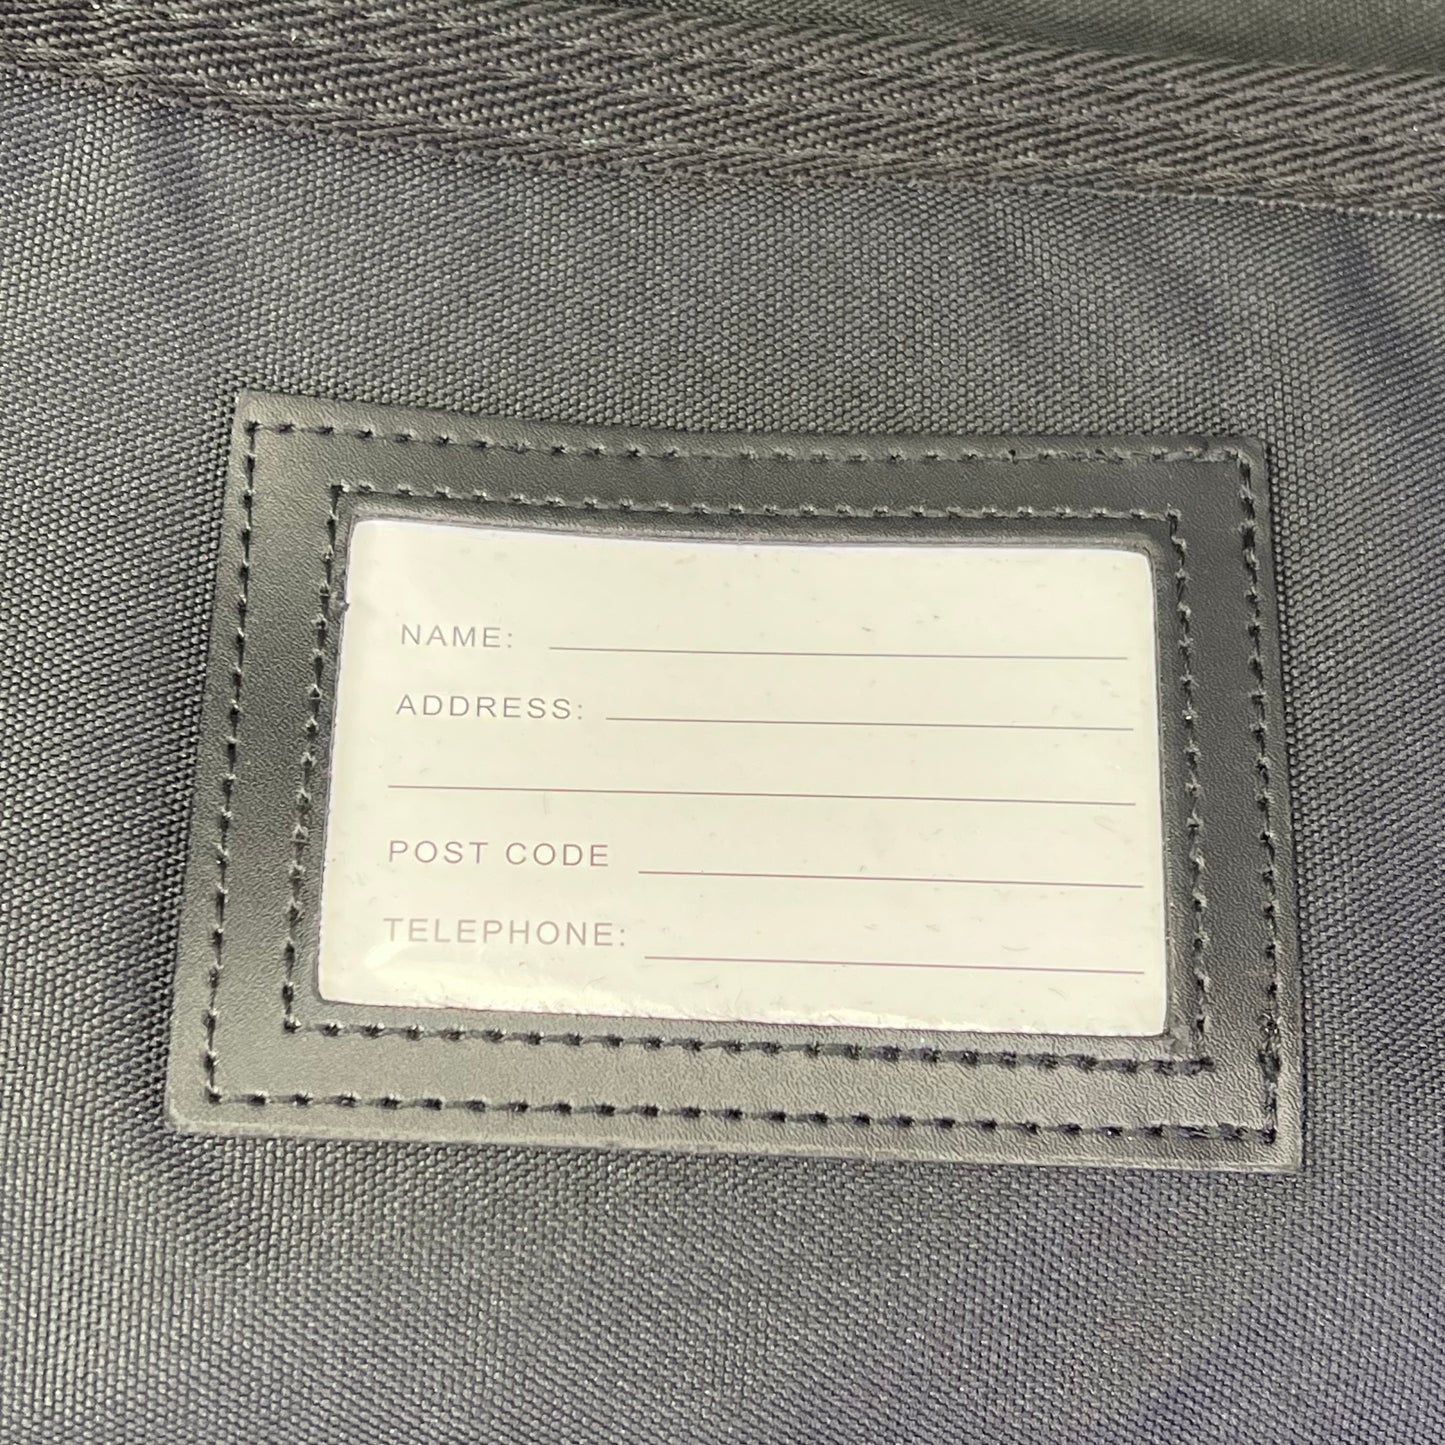 NAME:
ADDRESS:
POST CODE
TELEPHONE: